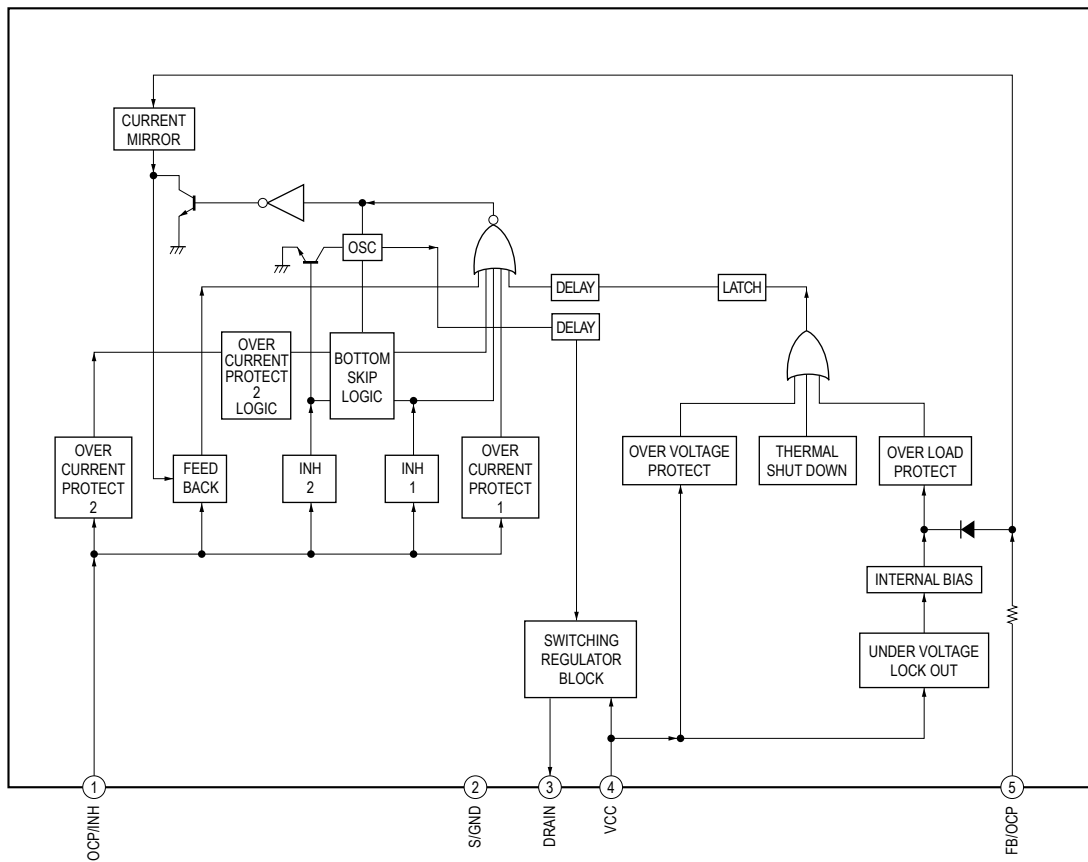 CURRENT
MIRROR
OSC
DELAY
LATCH
DELAY
OVER
CURRENT
PROTECT
2
LOGIC
BOTTOM
SKIP
LOGIC
OVER
CURRENT
PROTECT
2
FEED
BACK
INH
2
INH
1
OVER
CURRENT
PROTECT
1
OVER VOLTAGE
PROTECT
THERMAL
SHUT DOWN
OVER LOAD
PROTECT
INTERNAL BIAS
SWITCHING
REGULATOR
BLOCK
UNDER VOLTAGE
LOCK OUT
1
2
3
4
5
OCP/INH
S/GND
DRAIN
VCC
FB/OCP